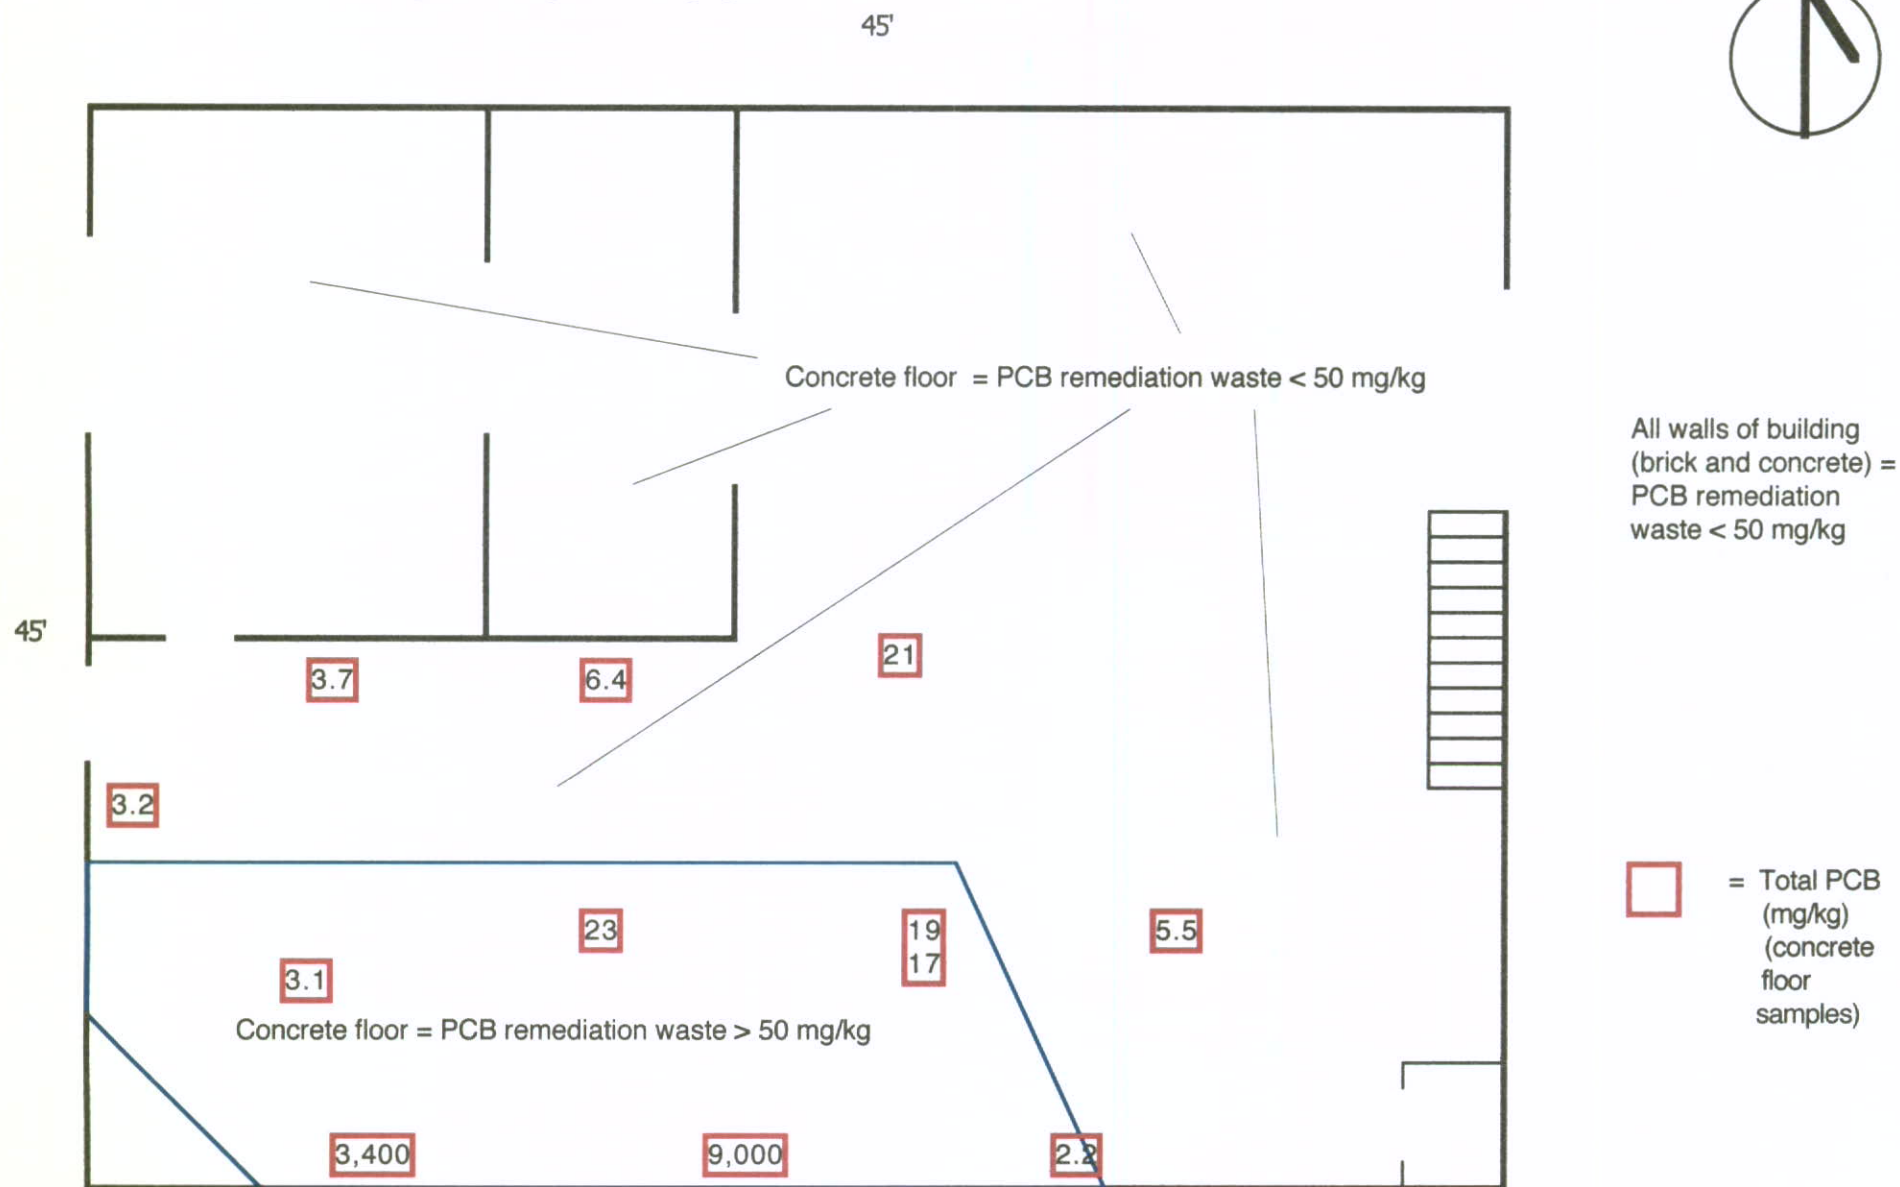 45'
Concrete floor = PCB remediation waste < 50 mg/kg
All walls of building
(brick and concrete) =
PCB remediation
waste < 50 mg/kg
45'
21
3.7
6.4
3.2
= Total PCB
(mg/kg)
(concrete
floor
samples)
23
19
17
5.5
3.1
Concrete floor = PCB remediation waste > 50 mg/kg
3,400
9,000
2.2